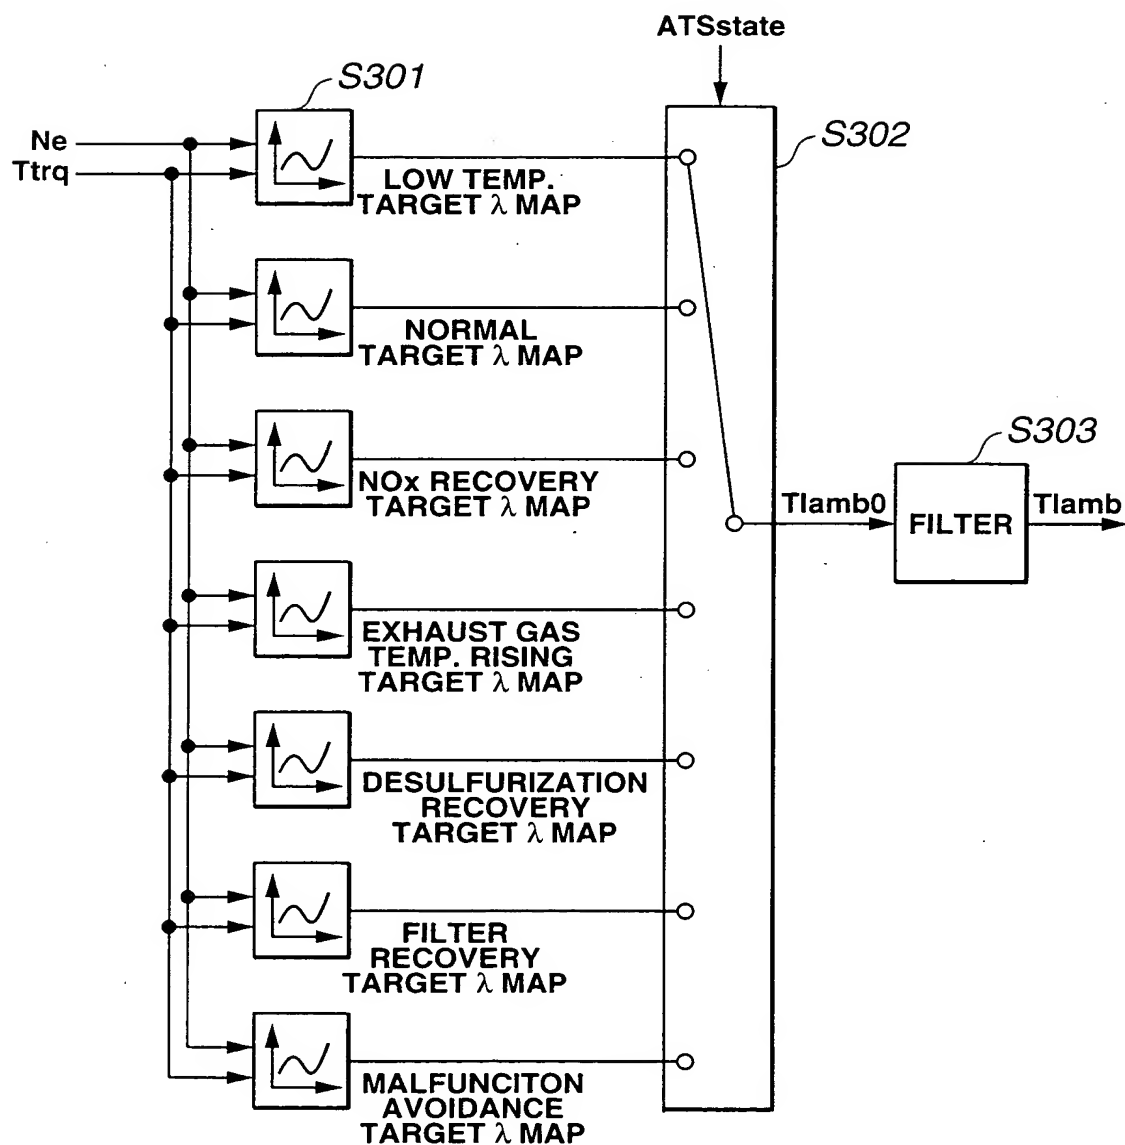 ATSstate
S301
S302
Ne
Ttrq
LOW TEMP.
TARGET λ MAP
NORMAL
TARGET λ MAP
NOx RECOVERY
TARGET λ MAP
S303
Tlamb0
FILTER
Tlamb
EXHAUST GAS
TEMP. RISING
TARGET λ MAP
DESULFURIZATION
RECOVERY
TARGET λ MAP
FILTER
RECOVERY
TARGET λ MAP
MALFUNCITON
AVOIDANCE
TARGET λ MAP